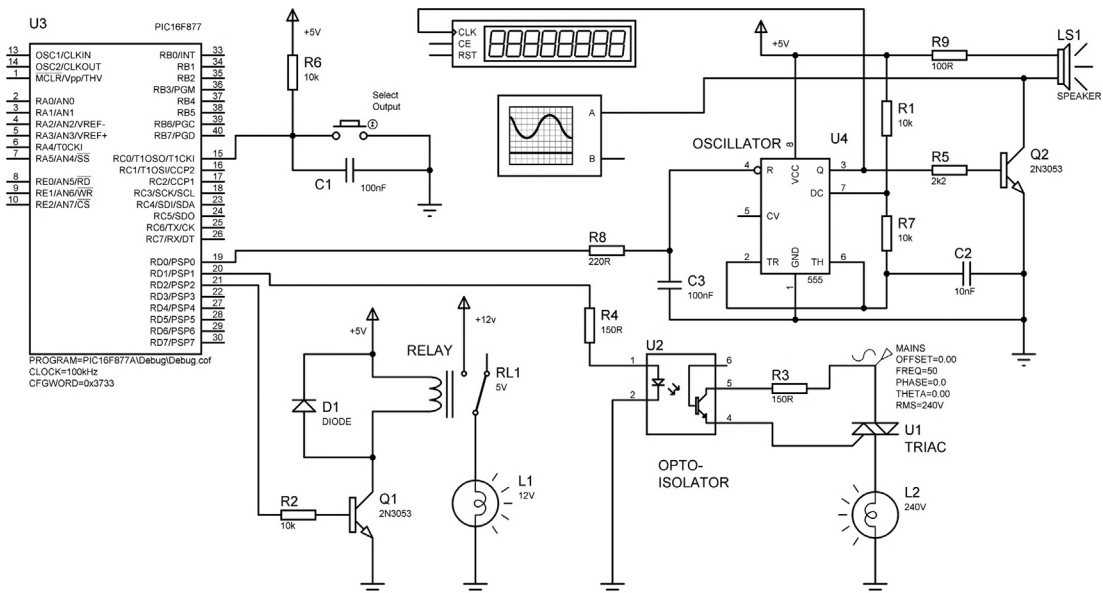 U3
PIC16F877
13 OSC1/CLKIN
14 OSC2/CLKOUT
1 MCLR/Vpp/THV
2 RA0/AN0
3 RA1/AN1
4 RA2/AN2/VREF-
5 RA3/AN3/VREF+
6 RA4/T0CKI
7 RA5/AN4/SS
8 RE0/AN5/RD
9 RE1/AN6/WR
10 RE2/AN7/CS
RB0/INT 33
RB1 34
RB2 35
RB3/PGM 36
RB4 37
RB5 38
RB6/PGC 39
RB7/PGD 40
RC0/T1OSO/T1CKI 15
RC1/T1OSI/CCP2 16
RC2/CCP1 17
RC3/SCK/SCL 18
RC4/SDI/SDA 23
RC5/SDO 24
RC6/TX/CK 25
RC7/RX/DT 26
RD0/PSP0 19
RD1/PSP1 20
RD2/PSP2 21
RD3/PSP3 22
RD4/PSP4 27
RD5/PSP5 28
RD6/PSP6 29
RD7/PSP7 30
PROGRAM=PIC16F877A\Debug\Debug.cof
CLOCK=100kHz
CFGWORD=0x3733
+5V
R6
10k
Select
Output
C1
100nF
CLK
CE
RST
88888888
A
B
+5V
R9
100R
LS1
SPEAKER
R1
10k
OSCILLATOR
U4
8
VCC
4 R
Q 3
DC 7
5 CV
2 TR
GND
1
TH 6
555
R5
2k2
Q2
2N3053
R7
10k
C2
10nF
R8
220R
C3
100nF
R4
150R
+5V
RELAY
+12v
RL1
5V
D1
DIODE
R2
10k
Q1
2N3053
L1
12V
U2
1
2
6
5
4
OPTO-
ISOLATOR
R3
150R
MAINS
OFFSET=0.00
FREQ=50
PHASE=0.0
THETA=0.00
RMS=240V
U1
TRIAC
L2
240V